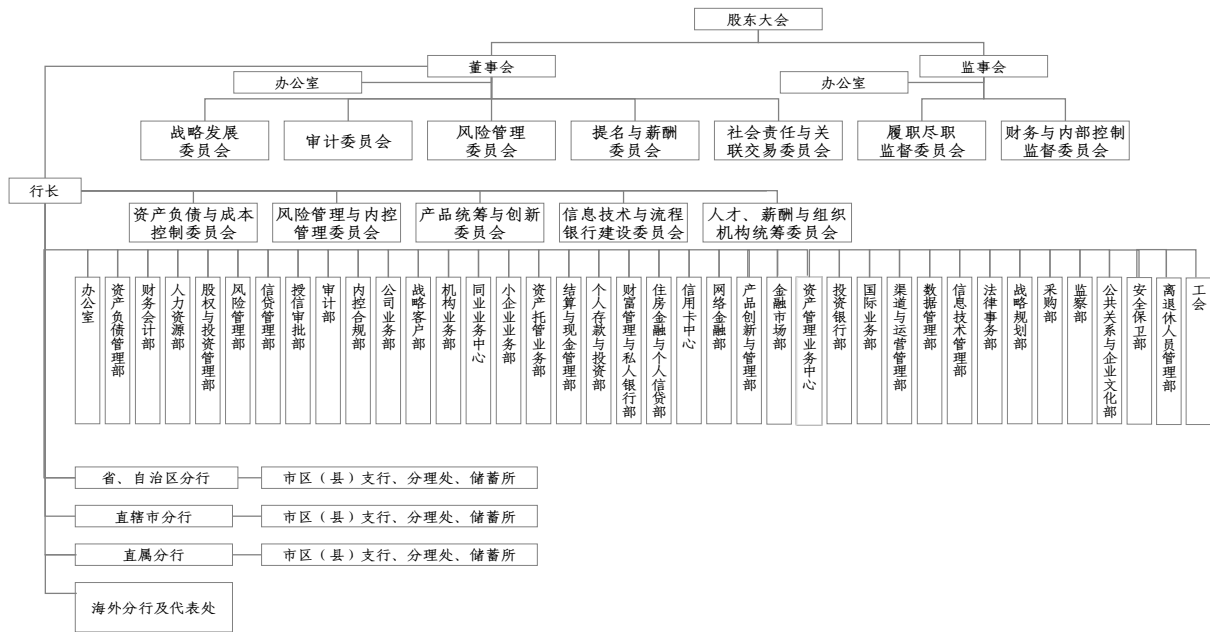 股东大会
董事会
监事会
办公室
办公室
战略发展
委员会
审计委员会
风险管理
委员会
提名与薪酬
委员会
社会责任与关
联交易委员会
履职尽职
监督委员会
财务与内部控制
监督委员会
行长
资产负债与成本
控制委员会
风险管理与内控
管理委员会
产品统筹与创新
委员会
信息技术与流程
银行建设委员会
人才、薪酬与组织
机构统筹委员会
办公室
资产负债管理部
财务会计部
人力资源部
股权与投资管理部
风险管理部
信贷管理部
授信审批部
审计部
内控合规部
公司业务部
战略客户部
机构业务部
同业业务中心
小企业业务部
资产托管业务部
结算与现金管理部
个人存款与投资部
财富管理与私人银行部
住房金融与个人信贷部
信用卡中心
网络金融部
产品创新与管理部
金融市场部
资产管理业务中心
投资银行部
国际业务部
渠道与运营管理部
数据管理部
信息技术管理部
法律事务部
战略规划部
采购部
监察部
公共关系与企业文化部
安全保卫部
离退休人员管理部
工会
省、自治区分行
市区（县）支行、分理处、储蓄所
直辖市分行
市区（县）支行、分理处、储蓄所
直属分行
市区（县）支行、分理处、储蓄所
海外分行及代表处